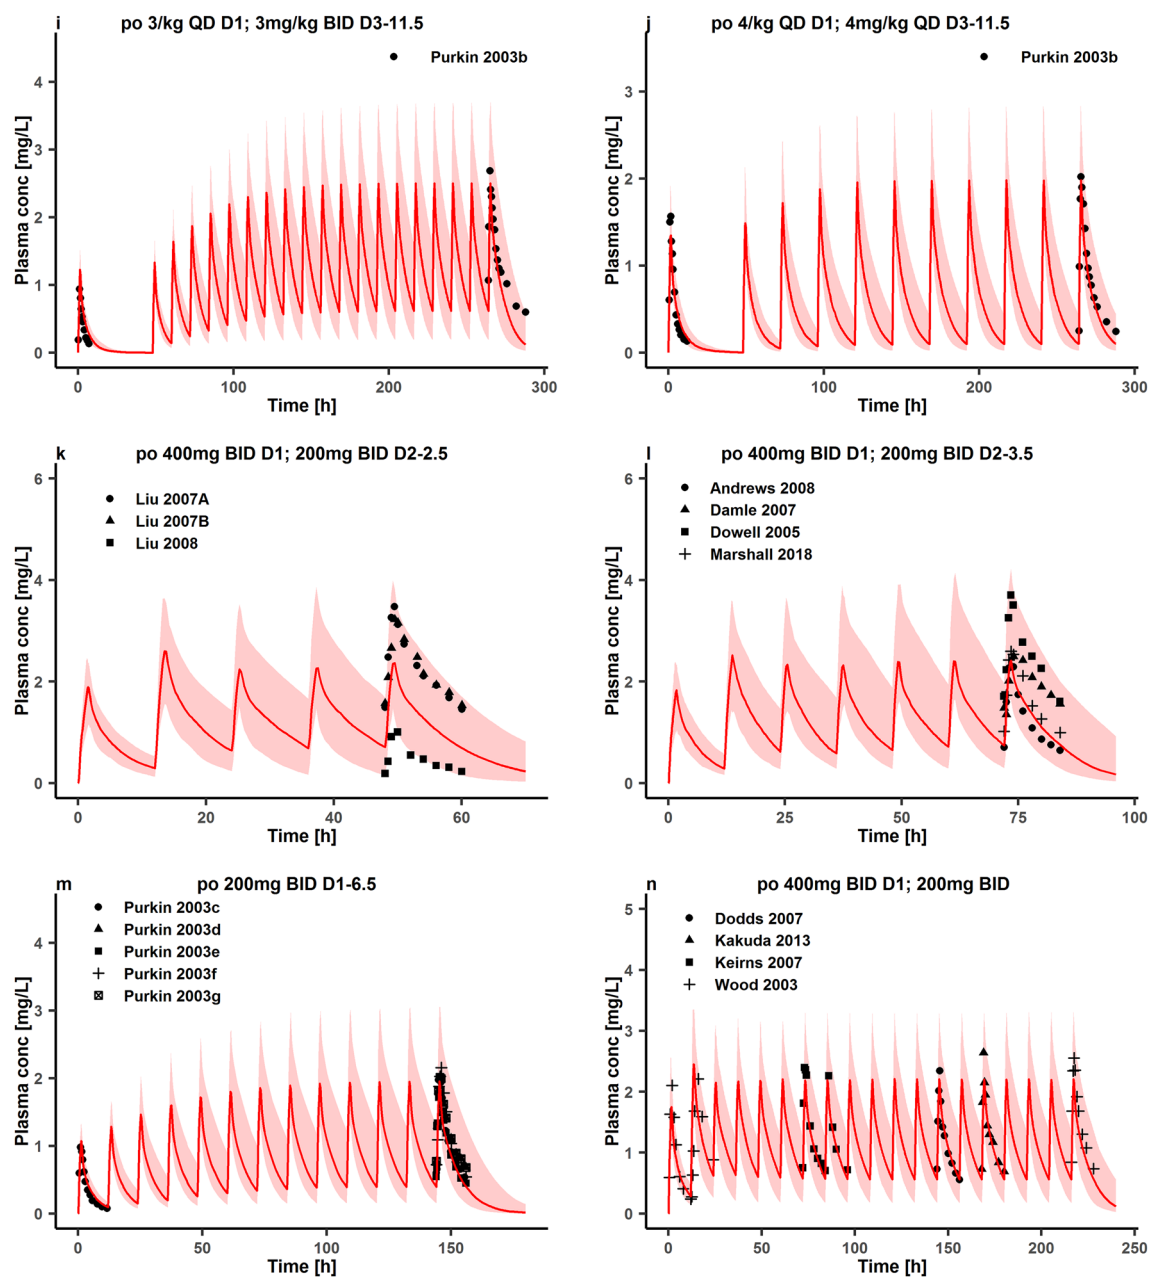 i po 3/kg QD D1; 3mg/kg BID D3-11.5
Purkin 2003b
Plasma conc [mg/L]
4
3
2
1
0
0 100 200 300
Time [h]
j po 4/kg QD D1; 4mg/kg QD D3-11.5
Purkin 2003b
Plasma conc [mg/L]
3
2
1
0
0 100 200 300
Time [h]
k po 400mg BID D1; 200mg BID D2-2.5
Liu 2007A
Liu 2007B
Liu 2008
Plasma conc [mg/L]
6
4
2
0
0 20 40 60
Time [h]
l po 400mg BID D1; 200mg BID D2-3.5
Andrews 2008
Damle 2007
Dowell 2005
Marshall 2018
Plasma conc [mg/L]
6
4
2
0
0 25 50 75 100
Time [h]
m po 200mg BID D1-6.5
Purkin 2003c
Purkin 2003d
Purkin 2003e
Purkin 2003f
Purkin 2003g
Plasma conc [mg/L]
4
3
2
1
0
0 50 100 150
Time [h]
n po 400mg BID D1; 200mg BID
Dodds 2007
Kakuda 2013
Keirns 2007
Wood 2003
Plasma conc [mg/L]
5
4
3
2
1
0
0 50 100 150 200 250
Time [h]